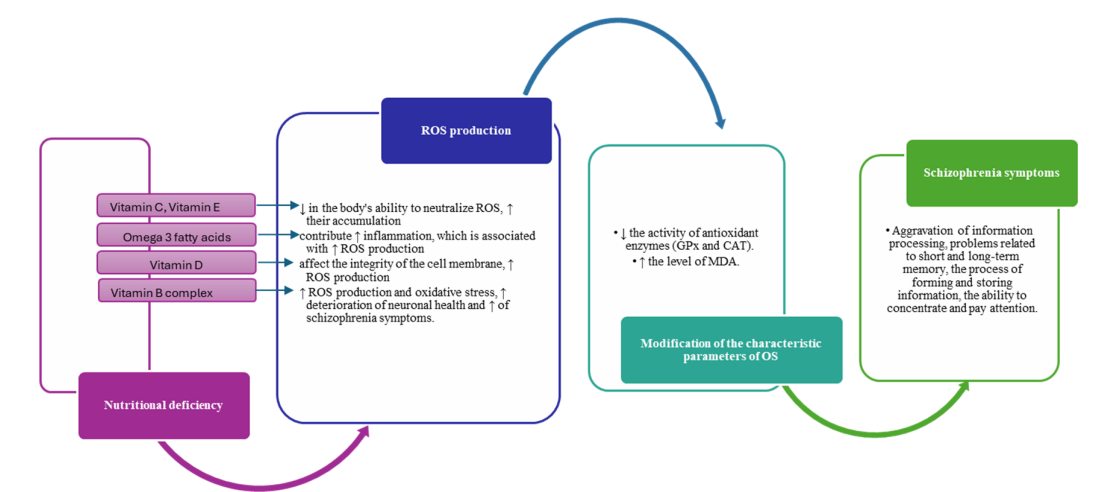 ROS production
Vitamin C, Vitamin E
Omega 3 fatty acids
Vitamin D
Vitamin B complex
Nutritional deficiency
↓ in the body's ability to neutralize ROS, ↑
their accumulation
contribute ↑ inflammation, which is associated
with ↑ ROS production
affect the integrity of the cell membrane, ↑
ROS production
↑ ROS production and oxidative stress, ↑
deterioration of neuronal health and ↑ of
schizophrenia symptoms.
• ↓ the activity of antioxidant
enzymes (GPx and CAT).
• ↑ the level of MDA.
Modification of the characteristic
parameters of OS
Schizophrenia symptoms
• Aggravation of information
processing, problems related
to short and long-term
memory, the process of
forming and storing
information, the ability to
concentrate and pay attention.